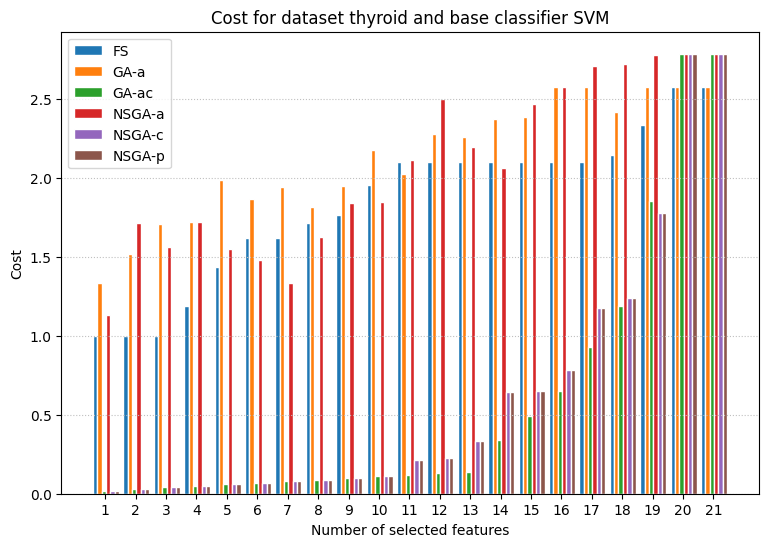 Cost for dataset thyroid and base classifier SVM
FS
GA-a
GA-ac
NSGA-a
NSGA-c
NSGA-p
Cost
2.5
2.0
1.5
1.0
0.5
0.0
1 2 3 4 5 6 7 8 9 10 11 12 13 14 15 16 17 18 19 20 21
Number of selected features